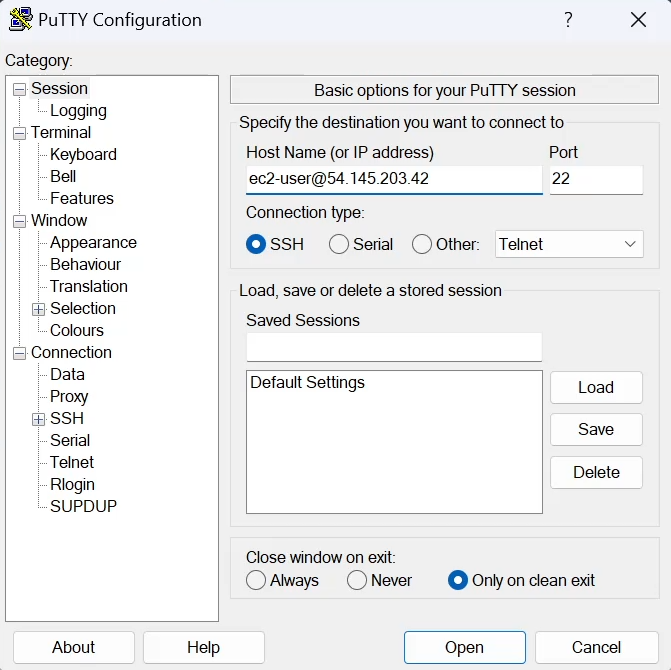 PuTTY Configuration
?
Category:
Session
Logging
Terminal
Keyboard
Bell
Features
Window
Appearance
Behaviour
Translation
Selection
Colours
Connection
Data
Proxy
SSH
Serial
Telnet
Rlogin
SUPDUP
Basic options for your PuTTY session
Specify the destination you want to connect to
Host Name (or IP address) Port
ec2-user@54.145.203.42 22
Connection type:
SSH Serial Other: Telnet
Load, save or delete a stored session
Saved Sessions
Default Settings
Load
Save
Delete
Close window on exit:
Always Never Only on clean exit
About Help Open Cancel